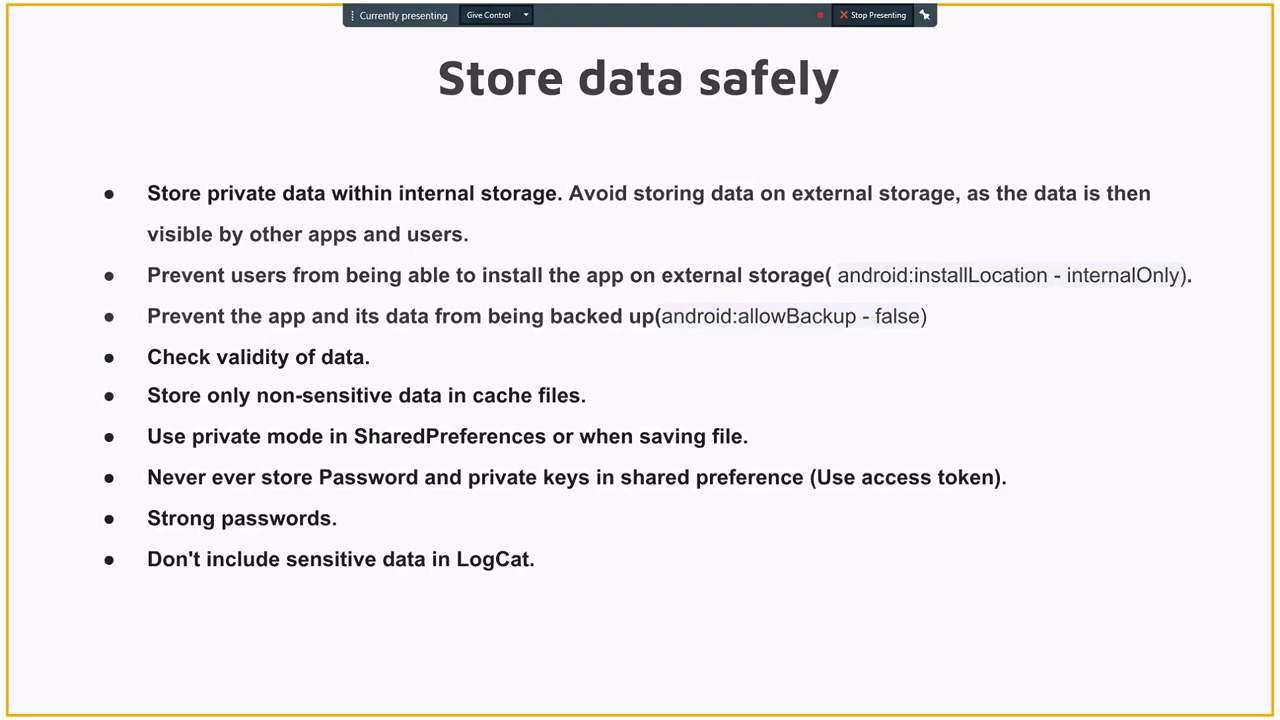 Currently presenting Give Control Stop Presenting
Store data safely
● Store private data within internal storage. Avoid storing data on external storage, as the data is then
visible by other apps and users.
● Prevent users from being able to install the app on external storage( android:installLocation - internalOnly).
● Prevent the app and its data from being backed up(android:allowBackup - false)
● Check validity of data.
● Store only non-sensitive data in cache files.
● Use private mode in SharedPreferences or when saving file.
● Never ever store Password and private keys in shared preference (Use access token).
● Strong passwords.
● Don't include sensitive data in LogCat.